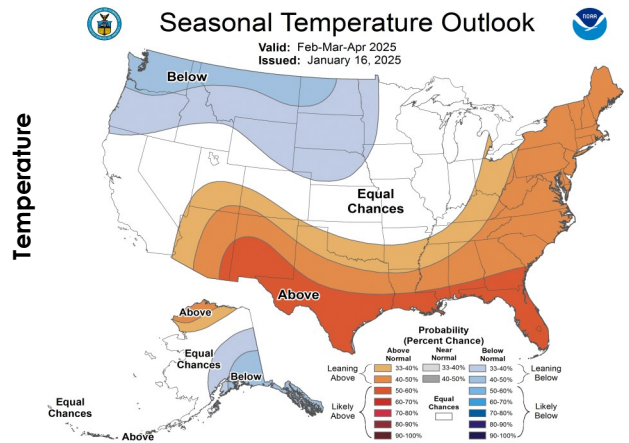 Seasonal Temperature Outlook
NOAA
Valid: Feb-Mar-Apr 2025
Issued: January 16, 2025
Temperature
Below
Equal
Chances
Above
Above
Equal
Chances
Below
Equal
Chances
Above
Probability
(Percent Chance)
Above
Normal
Near
Normal
Below
Normal
Leaning
Above
33-40%
33-40%
33-40%
Leaning
Below
40-50%
40-50%
40-50%
Likely
Above
50-60%
50-60%
60-70%
60-70%
70-80%
70-80%
80-90%
80-90%
90-100%
90-100%
Equal
Chances
Likely
Below